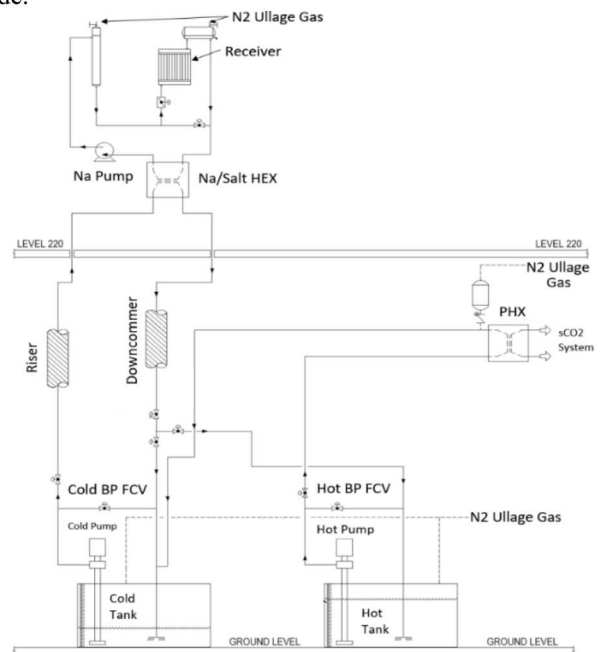 de.
N2 Ullage Gas
Receiver
Na Pump
Na/Salt HEX
LEVEL 220
LEVEL 220
N2 Ullage
Gas
PHX
sCO2
System
Riser
Downcommer
Cold BP FCV
Hot BP FCV
Cold Pump
Hot Pump
N2 Ullage Gas
Cold
Tank
Hot
Tank
GROUND LEVEL
GROUND LEVEL